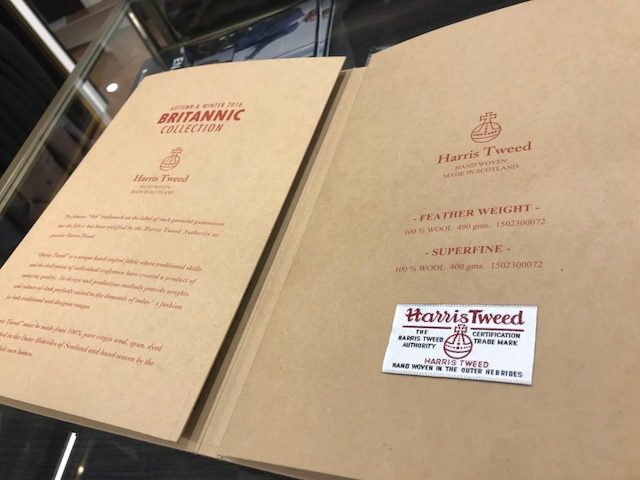 AUTUMN & WINTER 2016
BRITANNIC
COLLECTION
Harris Tweed
HAND WOVEN
MADE IN SCOTLAND
The famous "Orb" trademark on the label of each garment guarantees
that the fabric has been certified by the Harris Tweed Authority as
genuine Harris Tweed.
"Harris Tweed" is a unique hand crafted fabric where traditional skills
and the dedication of individual craftsmen have created a product of
enduring quality. Its design and production methods provide weights
and colors of cloth perfectly suited to the demands of today's fashion
for both traditional and designer ranges.
Tweed" must be made from 100% pure virgin wool, spun, dyed
in the Outer Hebrides of Scotland and hand-woven by the
own homes.
Harris Tweed
HAND WOVEN
MADE IN SCOTLAND
- FEATHER WEIGHT -
100 % WOOL 490 gms. 1502300072
- SUPERFINE -
100 % WOOL 400 gms. 1502300072
Harris Tweed
THE HARRIS TWEED AUTHORITY
CERTIFICATION TRADE MARK
HARRIS TWEED
HAND WOVEN IN THE OUTER HEBRIDES